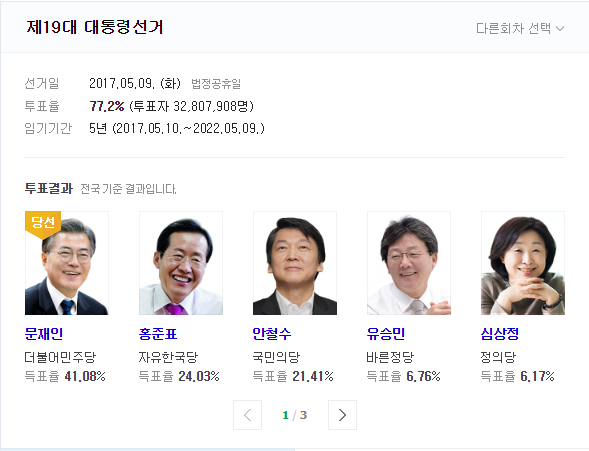 제19대 대통령선거
다른회차 선택
선거일 2017.05.09. (화) 법정공휴일
투표율 77.2% (투표자 32,807,908명)
임기기간 5년 (2017.05.10.~2022.05.09.)
투표결과 전국 기준 결과입니다.
당선
문재인 홍준표 안철수 유승민 심상정
더불어민주당 자유한국당 국민의당 바른정당 정의당
득표율 41.08% 득표율 24.03% 득표율 21.41% 득표율 6.76% 득표율 6.17%
1 / 3